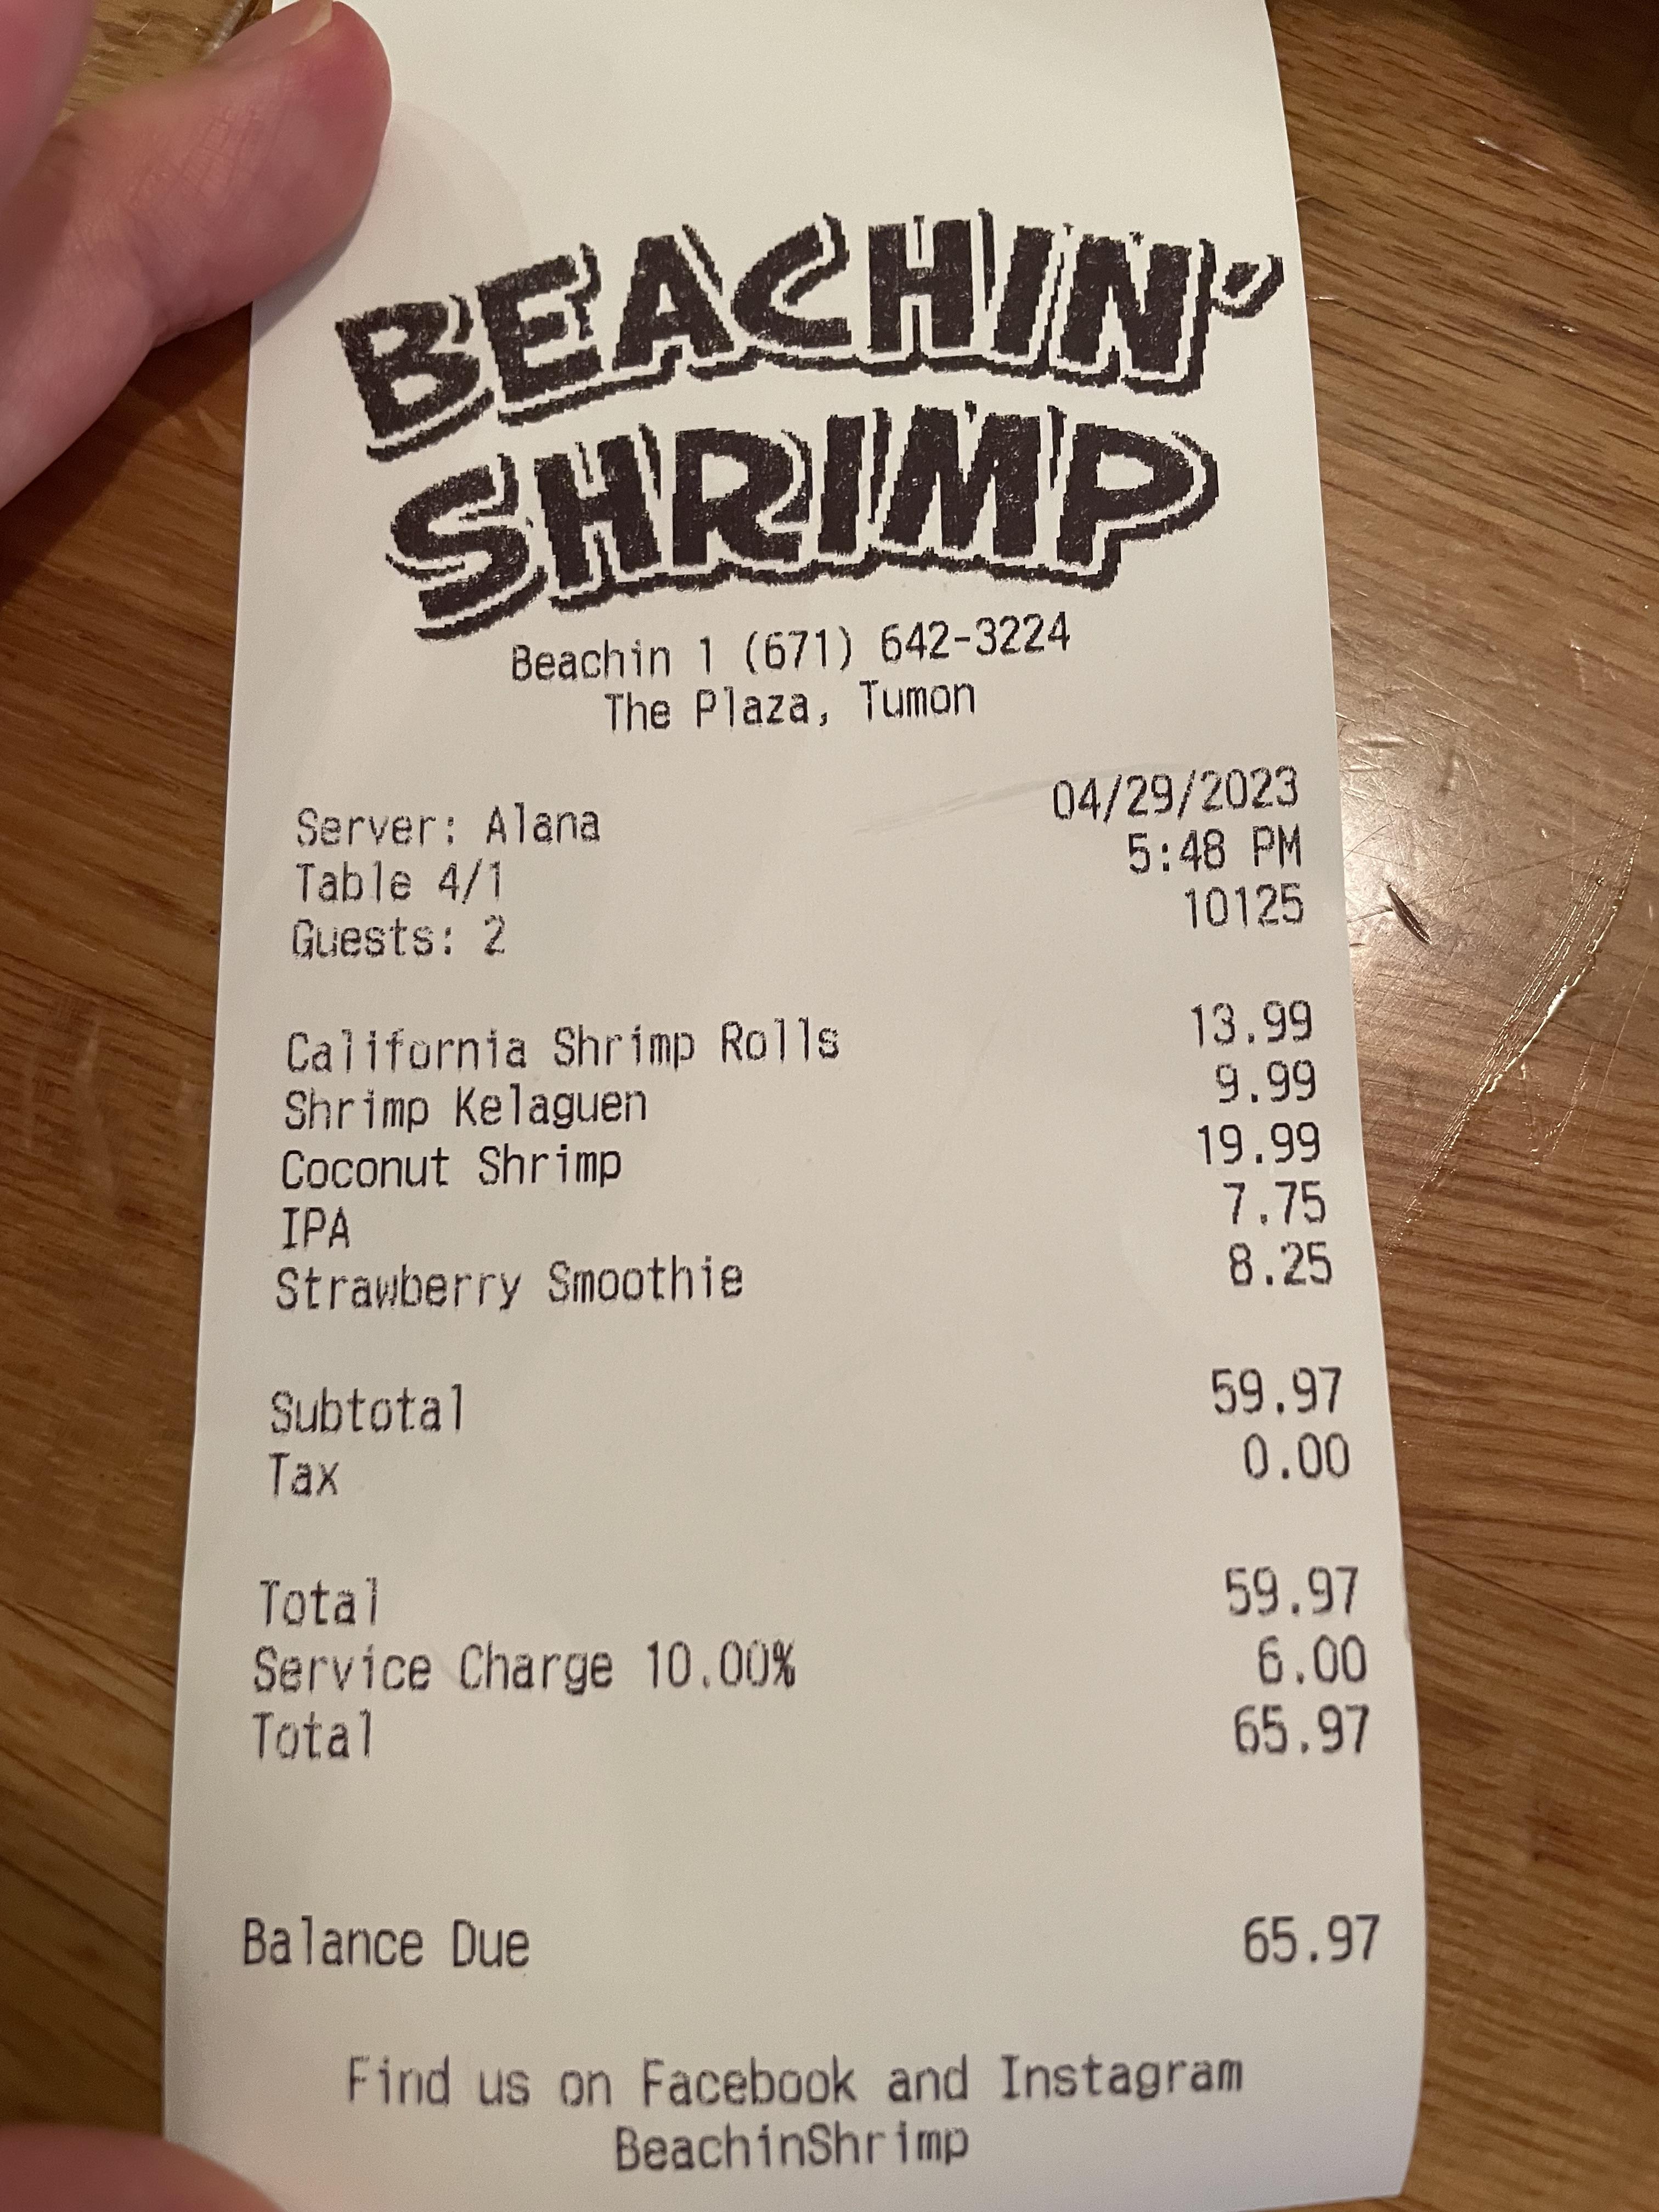 BEACHIN'
SHRIMP
Beachin 1 (671) 642-3224
The Plaza, Tumon
04/29/2023
Server: Alana 5:48 PM
Table 4/1 10125
Guests: 2
California Shrimp Rolls 13.99
Shrimp Kelaguen 9.99
Coconut Shrimp 19.99
IPA 7.75
Strawberry Smoothie 8.25
Subtotal 59.97
Tax 0.00
Total 59.97
Service Charge 10.00% 6.00
Total 65.97
Balance Due 65.97
Find us on Facebook and Instagram
BeachinShrimp